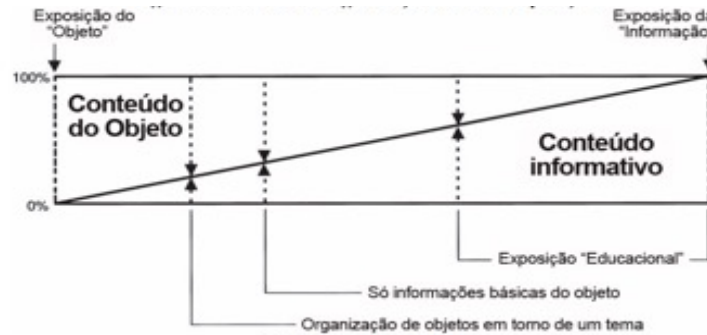 Exposição do
"Objeto"
Exposição da
"Informação
100%
Conteúdo
do Objeto
Conteúdo
informativo
0%
Exposição "Educacional"
Só informações básicas do objeto
Organização de objetos em torno de um tema